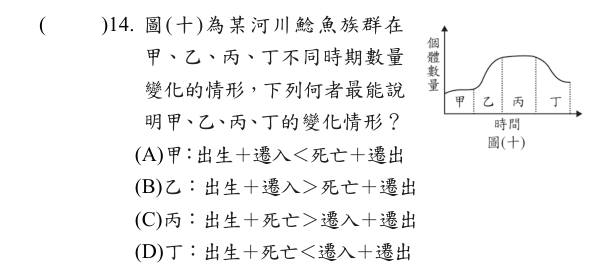 (　　)14. 圖(十)為某河川鯰魚族群在
甲、乙、丙、丁不同時期數量
變化的情形，下列何者最能說
明甲、乙、丙、丁的變化情形？
(A)甲：出生＋遷入＜死亡＋遷出
(B)乙：出生＋遷入＞死亡＋遷出
(C)丙：出生＋死亡＞遷入＋遷出
(D)丁：出生＋死亡＜遷入＋遷出
個體數量
甲 乙 丙 丁
時間
圖(十)